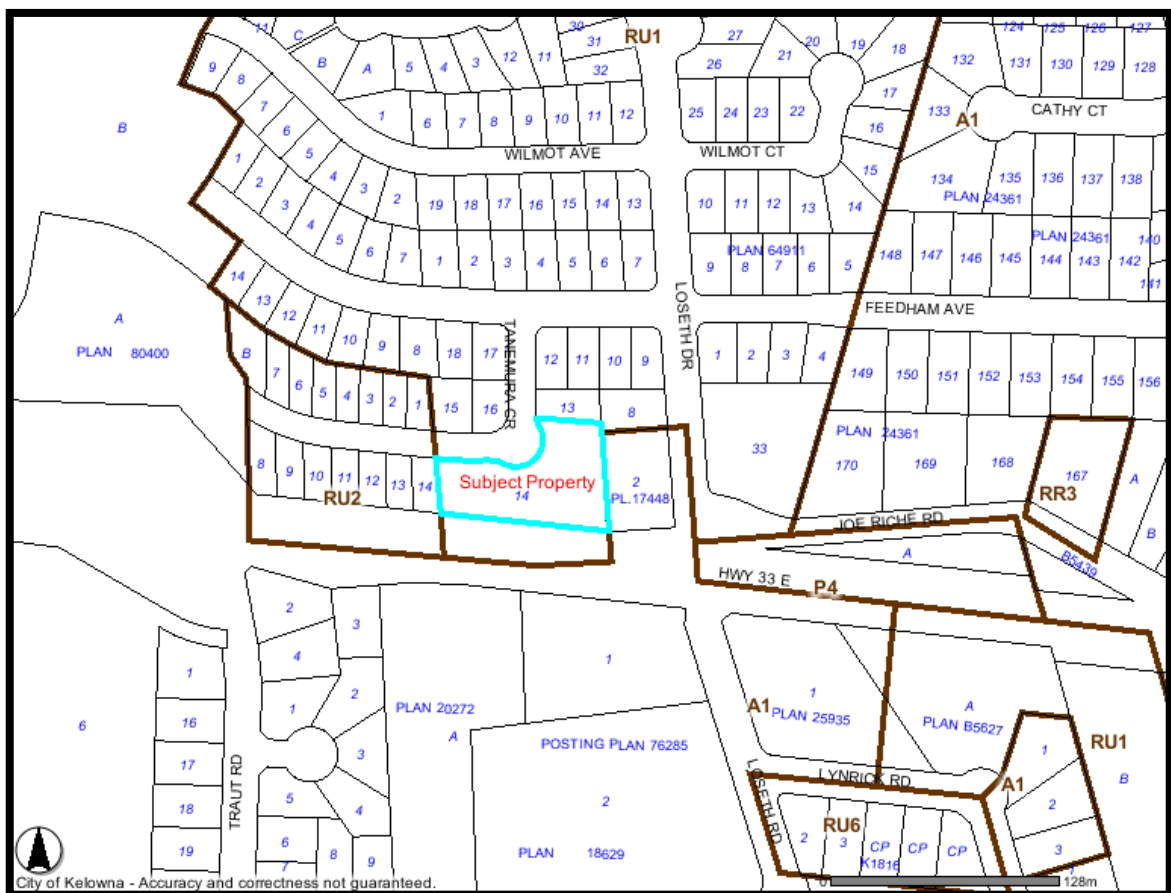 11 C 30 RU1 27 20 19 18 124 125 126 127
9 8 B A 5 4 3 12 11 31 32 26 21 132 131 130 129 128
7 1 6 7 8 9 10 11 12 25 24 23 22 17 133 A1 CATHY CT
B 6 5 WILMOT AVE WILMOT CT 16
1 2 4 3 2 15 134 135 136 137 138
3 4 19 18 17 16 15 14 13 10 11 12 13 14 PLAN 24361
5 6 7 1 2 3 4 5 6 7 PLAN 64911 PLAN 24361 140
9 8 7 6 5 148 147 146 145 144 143 142 141
14 13 12 11 10 9 8 18 17 TANEMURA CR LOSETH DR FEEDHAM AVE
A 12 11 10 9 1 2 3 4
PLAN 80400 B 7 6 5 4 3 2 1 15 16 149 150 151 152 153 154 155 156
13 8 PLAN 24361
8 9 10 11 12 13 14 33 170 169 168 167 A
RU2 Subject Property 14 2 PL.17448 RR3 B
JOE RICHE RD
A B5439
HWY 33 E P4
2 3
4 1
1 2 PLAN 20272 1 A
6 1 A A1 PLAN 25935 PLAN B5627 1 RU1
16 3 POSTING PLAN 76285
17 TRAUT RD LOSETH RD LYNRICK RD A1 B
18 5 4 2 2
19 6 7 8 9 PLAN 18629 2 3 RU6 CP CP CP 3
K1816 1
City of Kelowna - Accuracy and correctness not guaranteed. 0 128m